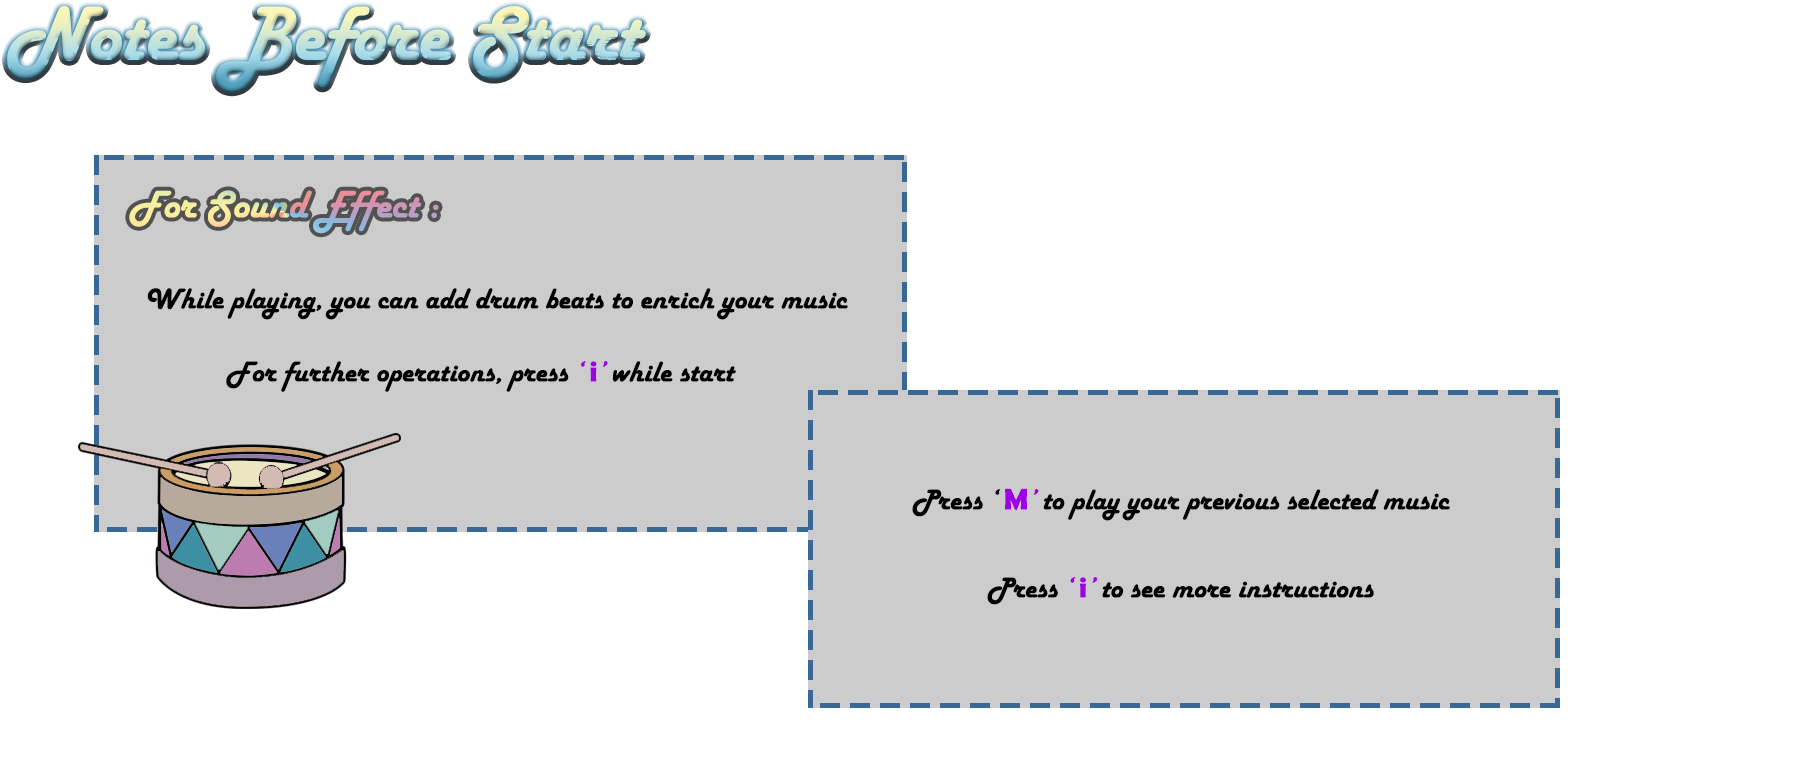 Notes Before Start
For Sound Effect :
While playing, you can add drum beats to enrich your music
For further operations, press ‘i’ while start
Press ‘M’ to play your previous selected music
Press ‘i’ to see more instructions